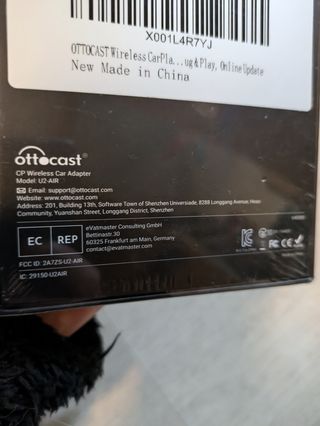 X001L4R7YJ
OTTOCAST Wireless CarPla...ug & Play, Online Update
New Made in China
ottocast®
CP Wireless Car Adapter
Model: U2-AIR
Email: support@ottocast.com
Website: www.ottocast.com
Address: 201, Building 13th, Software Town of Shenzhen Universiade, 8288 Longgang Avenue, Heao
Community, Yuanshan Street, Longgang District, Shenzhen
EC REP
eVatmaster Consulting GmbH
Bettinastr. 30
60325 Frankfurt am Main, Germany
contact@evatmaster.com
FCC ID: 2A7ZS-U2-AIR
IC: 29150-U2AIR